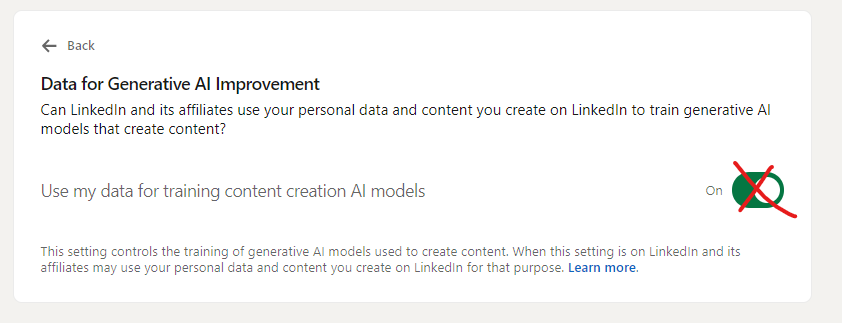 Back
Data for Generative AI Improvement
Can LinkedIn and its affiliates use your personal data and content you create on LinkedIn to train generative AI
models that create content?
Use my data for training content creation AI models
On
This setting controls the training of generative AI models used to create content. When this setting is on LinkedIn and its
affiliates may use your personal data and content you create on LinkedIn for that purpose. Learn more.